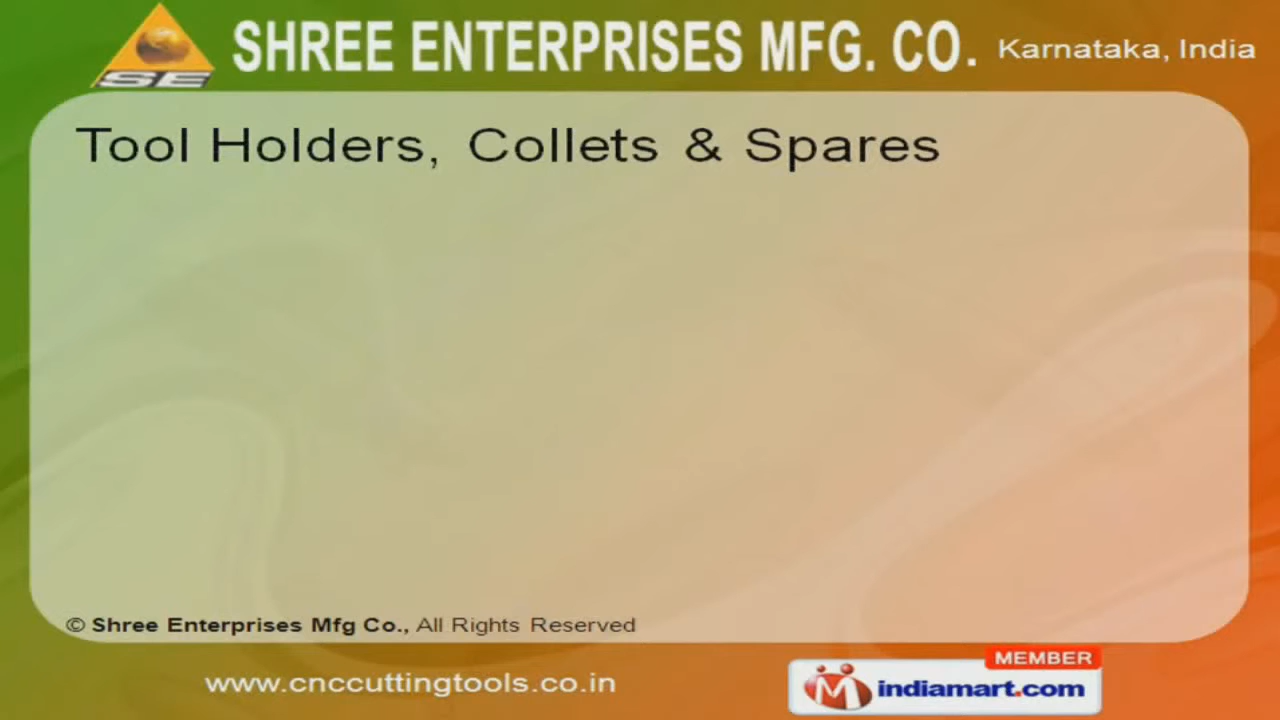 SE
SHREE ENTERPRISES MFG. CO. Karnataka, India
Tool Holders, Collets & Spares
© Shree Enterprises Mfg Co., All Rights Reserved
www.cnccuttingtools.co.in
MEMBER
indiamart.com